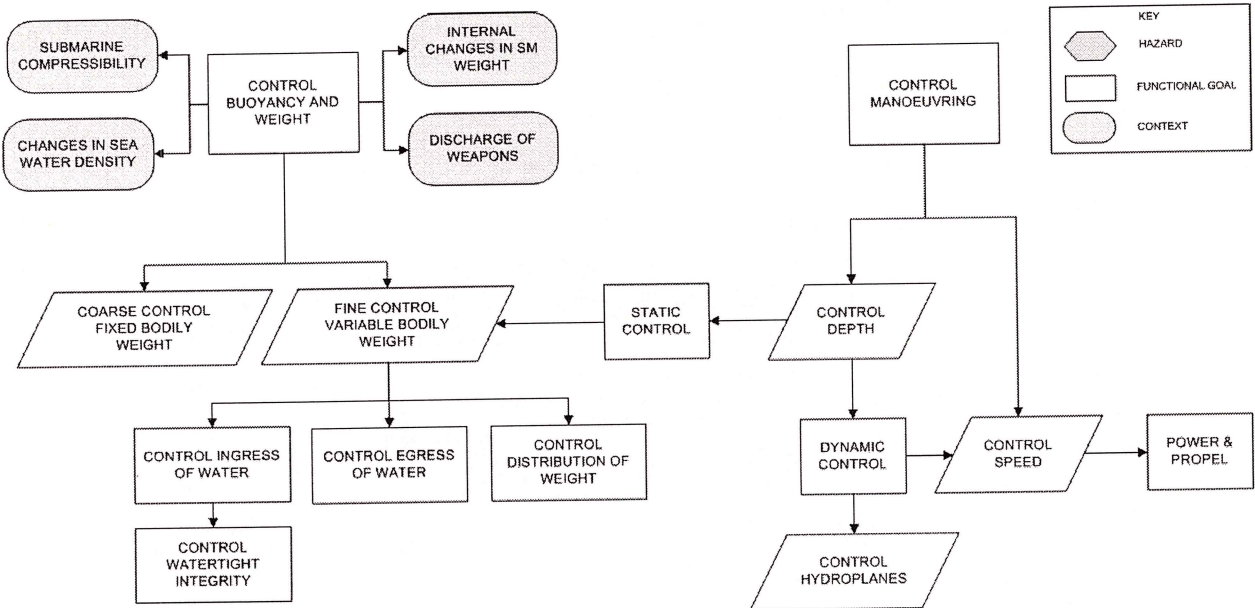 SUBMARINE
COMPRESSIBILITY
CONTROL
BUOYANCY AND
WEIGHT
INTERNAL
CHANGES IN SM
WEIGHT
CHANGES IN SEA
WATER DENSITY
DISCHARGE OF
WEAPONS
CONTROL
MANOEUVRING
KEY
HAZARD
FUNCTIONAL GOAL
CONTEXT
COARSE CONTROL
FIXED BODILY
WEIGHT
FINE CONTROL
VARIABLE BODILY
WEIGHT
STATIC
CONTROL
CONTROL
DEPTH
CONTROL INGRESS
OF WATER
CONTROL EGRESS
OF WATER
CONTROL
DISTRIBUTION OF
WEIGHT
DYNAMIC
CONTROL
CONTROL
SPEED
POWER &
PROPEL
CONTROL
WATERTIGHT
INTEGRITY
CONTROL
HYDROPLANES